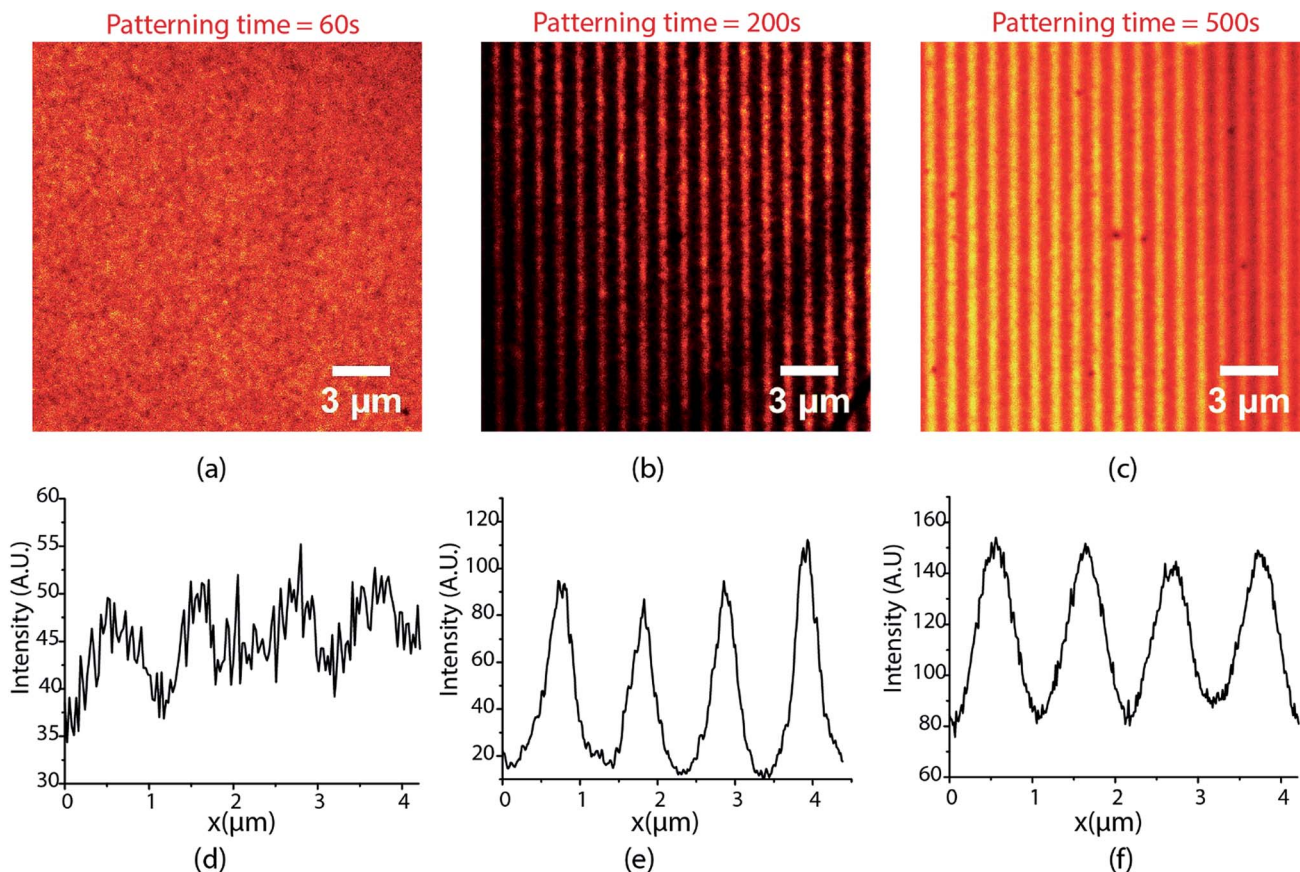 Patterning time = 60s
Patterning time = 200s
Patterning time = 500s
3 µm
3 µm
3 µm
(a)
(b)
(c)
60
55
50
45
40
35
30
Intensity (A.U.)
0 1 2 3 4
x(µm)
(d)
120
100
80
60
40
20
Intensity (A.U.)
0 1 2 3 4
x(µm)
(e)
160
140
120
100
80
60
Intensity (A.U)
0 1 2 3 4
x(µm)
(f)